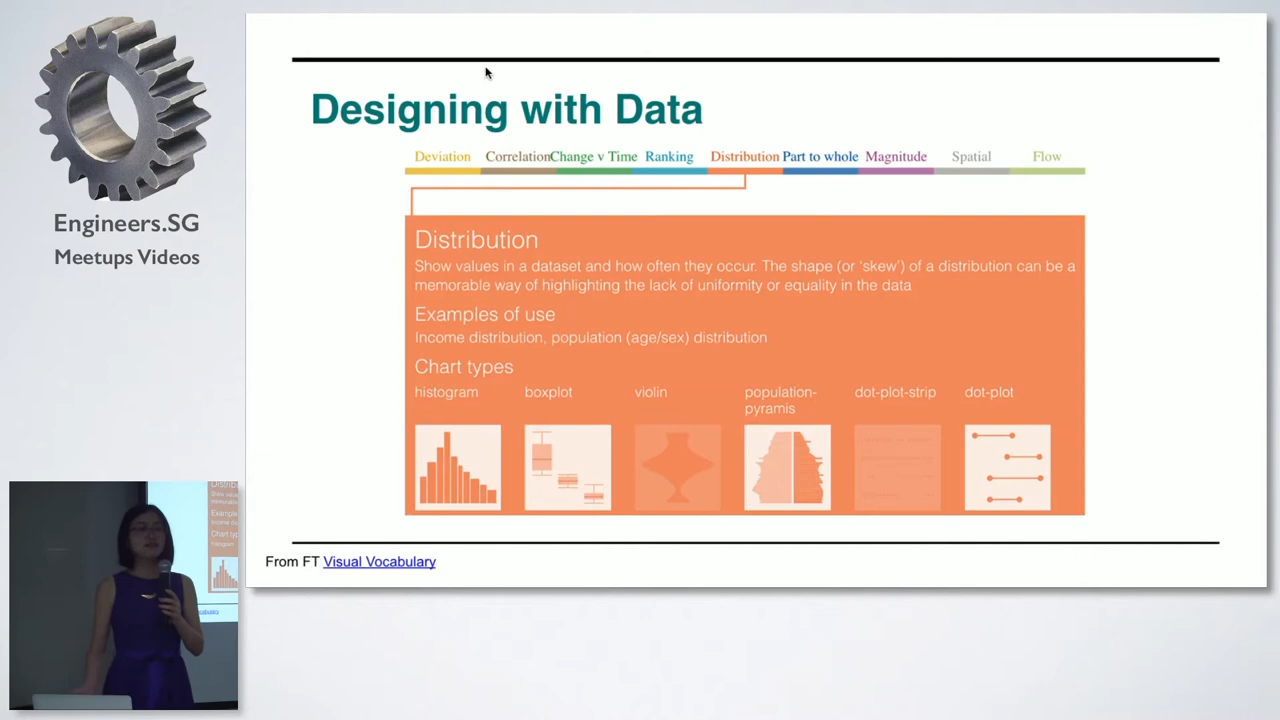 Engineers.SG
Meetups Videos
Designing with Data
Deviation Correlation Change v Time Ranking Distribution Part to whole Magnitude Spatial Flow
Distribution
Show values in a dataset and how often they occur. The shape (or ‘skew’) of a distribution can be a
memorable way of highlighting the lack of uniformity or equality in the data
Examples of use
Income distribution, population (age/sex) distribution
Chart types
histogram boxplot violin population- dot-plot-strip dot-plot
pyramis
From FT Visual Vocabulary